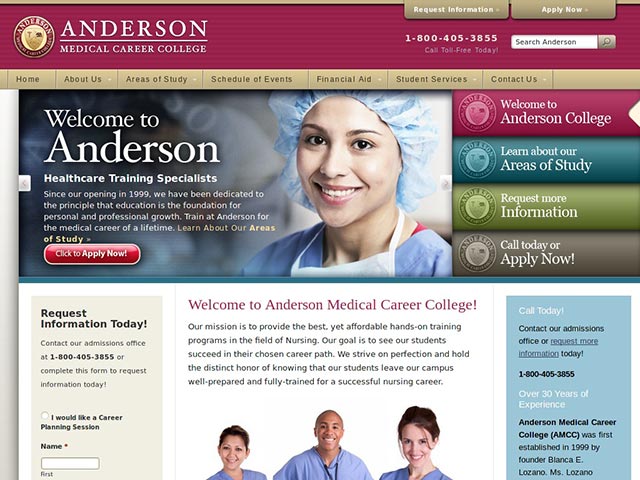 Request Information »
Apply Now! »
ANDERSON
MEDICAL CAREER COLLEGE
1-800-405-3855
Call Toll-Free Today!
Search Anderson
Home
About Us
Areas of Study
Schedule of Events
Financial Aid
Student Services
Contact Us
Welcome to
Anderson
Healthcare Training Specialists
Since our opening in 1999, we have been dedicated to
the principle that education is the foundation for
personal and professional growth. Train at Anderson for
the medical career of a lifetime. Learn About Our Areas
of Study »
Click to Apply Now!
ANDERSON
Welcome to
Anderson College
ANDERSON
Learn about our
Areas of Study
ANDERSON
Request more
Information
ANDERSON
Call today or
Apply Now!
Request
Information Today!
Contact our admissions office
at 1-800-405-3855 or
complete this form to request
information today!
I would like a Career
Planning Session
Name *
First
Welcome to Anderson Medical Career College!
Our mission is to provide the best, yet affordable hands-on training
programs in the field of Nursing. Our goal is to see our students
succeed in their chosen career path. We strive on perfection and hold
the distinct honor of knowing that our students leave our campus
well-prepared and fully-trained for a successful nursing career.
Call Today!
Contact our admissions
office or request more
information today!
1-800-405-3855
Over 30 Years of
Experience
Anderson Medical Career
College (AMCC) was first
established in 1999 by
founder Blanca E.
Lozano. Ms. Lozano